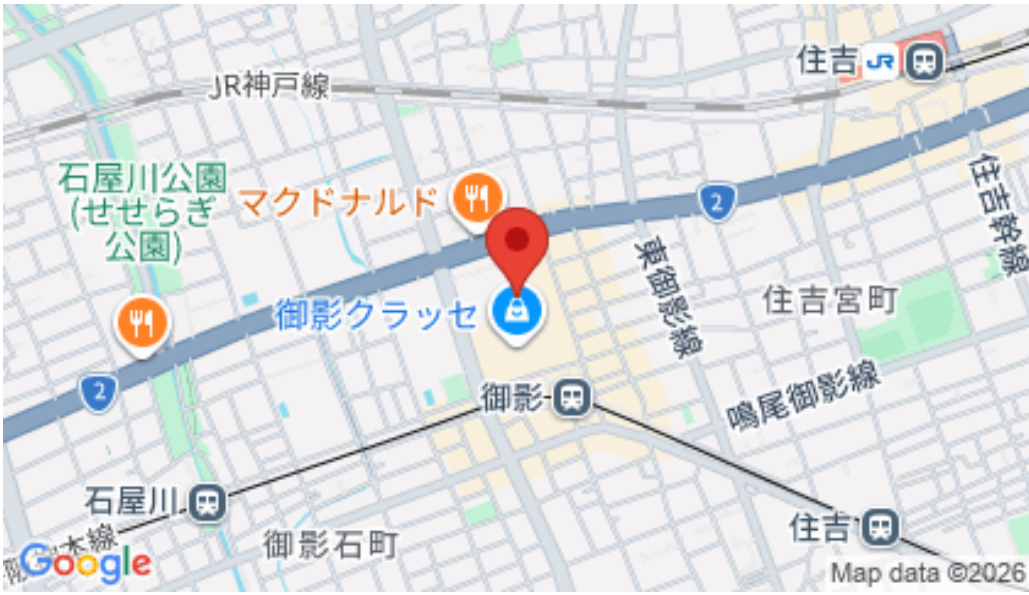 住吉
JR
JR神戸線
石屋川公園
(せせらぎ
公園)
マクドナルド
2
住吉幹線
東御影線
住吉宮町
御影クラッセ
2
御影
鳴尾御影線
石屋川
御影石町
住吉
本線
Google
Map data ©2026